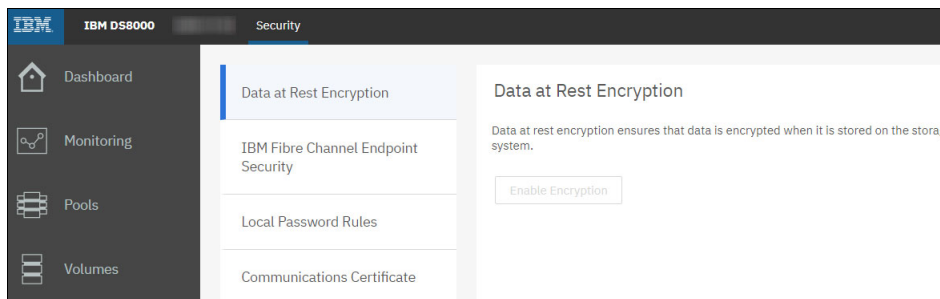 IBM IBM DS8000 Security
Dashboard
Monitoring
Pools
Volumes
Data at Rest Encryption
IBM Fibre Channel Endpoint
Security
Local Password Rules
Communications Certificate
Data at Rest Encryption
Data at rest encryption ensures that data is encrypted when it is stored on the
system.
Enable Encryption